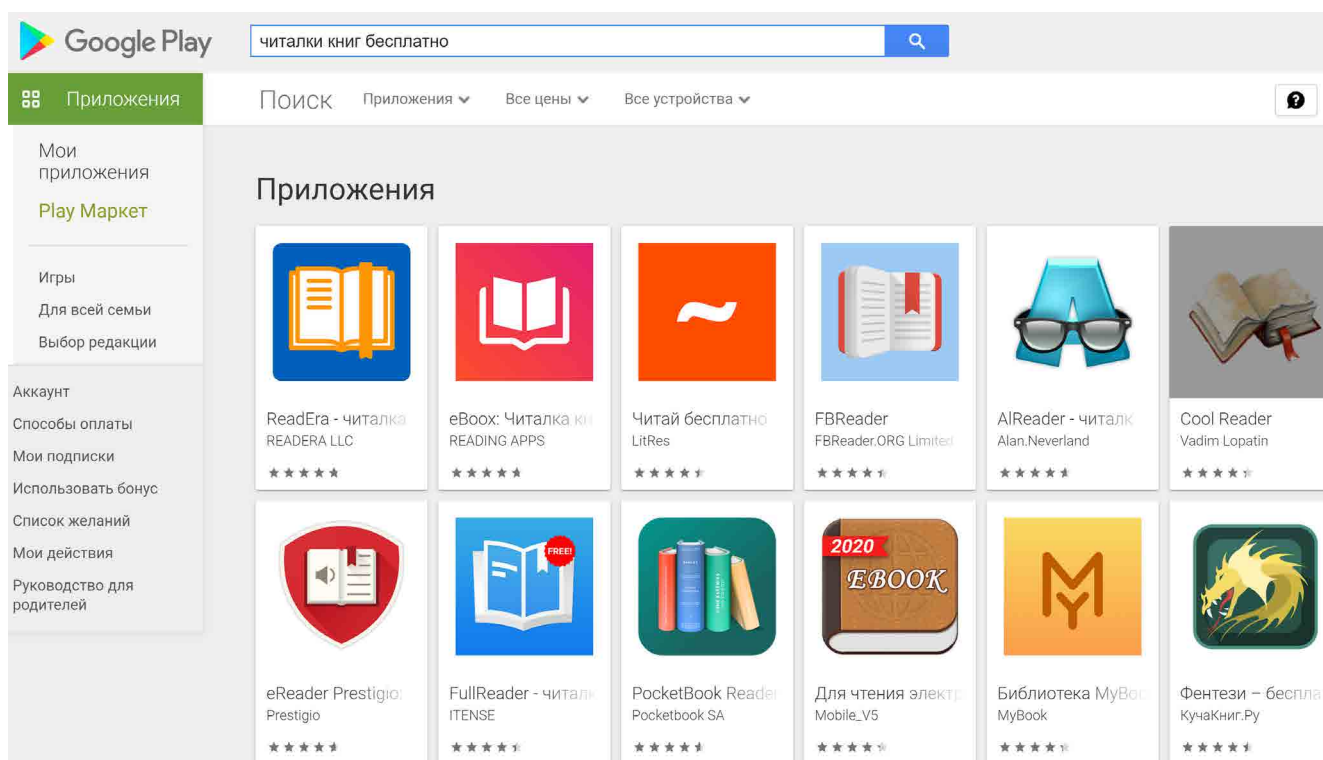 Google Play
читалки книг бесплатно
Приложения
Поиск
Приложения
Все цены
Все устройства
Мои
приложения
Play Маркет
Игры
Для всей семьи
Выбор редакции
Аккаунт
Способы оплаты
Мои подписки
Использовать бонус
Список желаний
Мои действия
Руководство для
родителей
Приложения
ReadEra - читалка
READERA LLC
eBoox: Читалка кн
READING APPS
~
Читай бесплатно
LitRes
FBReader
FBReader.ORG Limited
A
AlReader - читалк
Alan.Neverland
Cool Reader
Vadim Lopatin
eReader Prestigio:
Prestigio
FREE!
FullReader - читалк
ITENSE
PocketBook Reader
Pocketbook SA
2020
EBOOK
Для чтения электр
Mobile_V5
MY
Библиотека MyBoo
MyBook
Фентези – беспла
КучаКниг.Ру